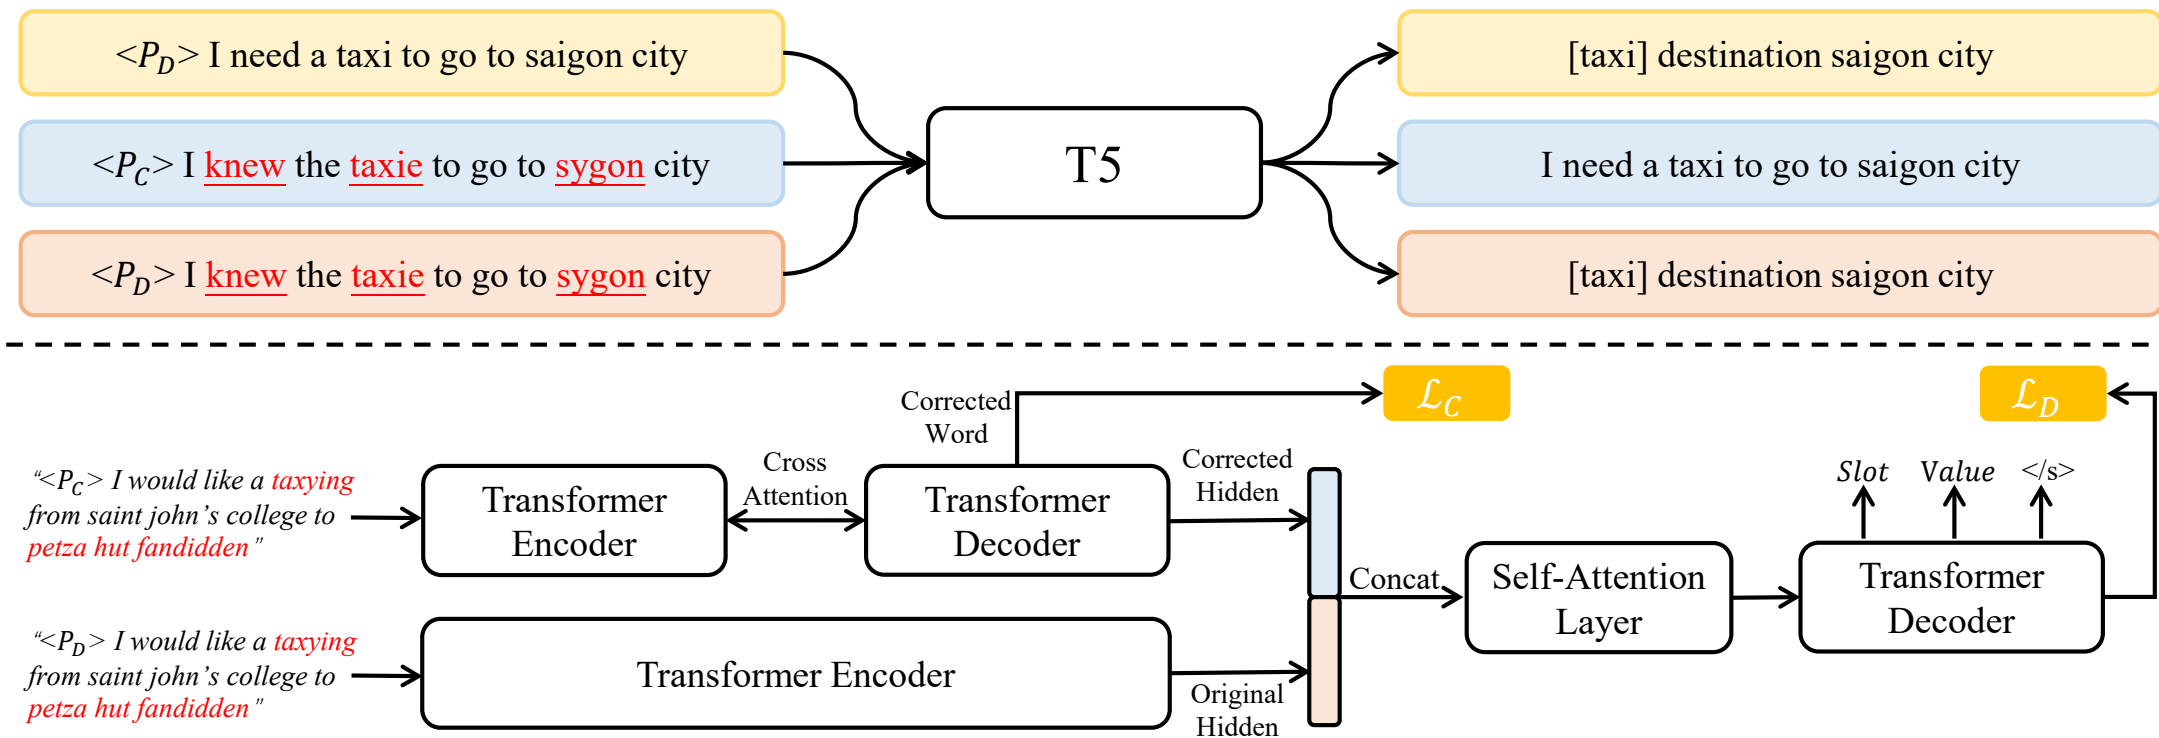 <P_D> I need a taxi to go to saigon city
[taxi] destination saigon city
<P_C> I knew the taxie to go to sygon city
T5
I need a taxi to go to saigon city
<P_D> I knew the taxie to go to sygon city
[taxi] destination saigon city
Corrected
Word
ℒ_C
ℒ_D
"<P_C> I would like a taxying
from saint john's college to
petza hut fandidden"
Transformer
Encoder
Cross
Attention
Transformer
Decoder
Corrected
Hidden
Concat
Self-Attention
Layer
Slot
Value
</s>
Transformer
Decoder
"<P_D> I would like a taxying
from saint john's college to
petza hut fandidden"
Transformer Encoder
Original
Hidden